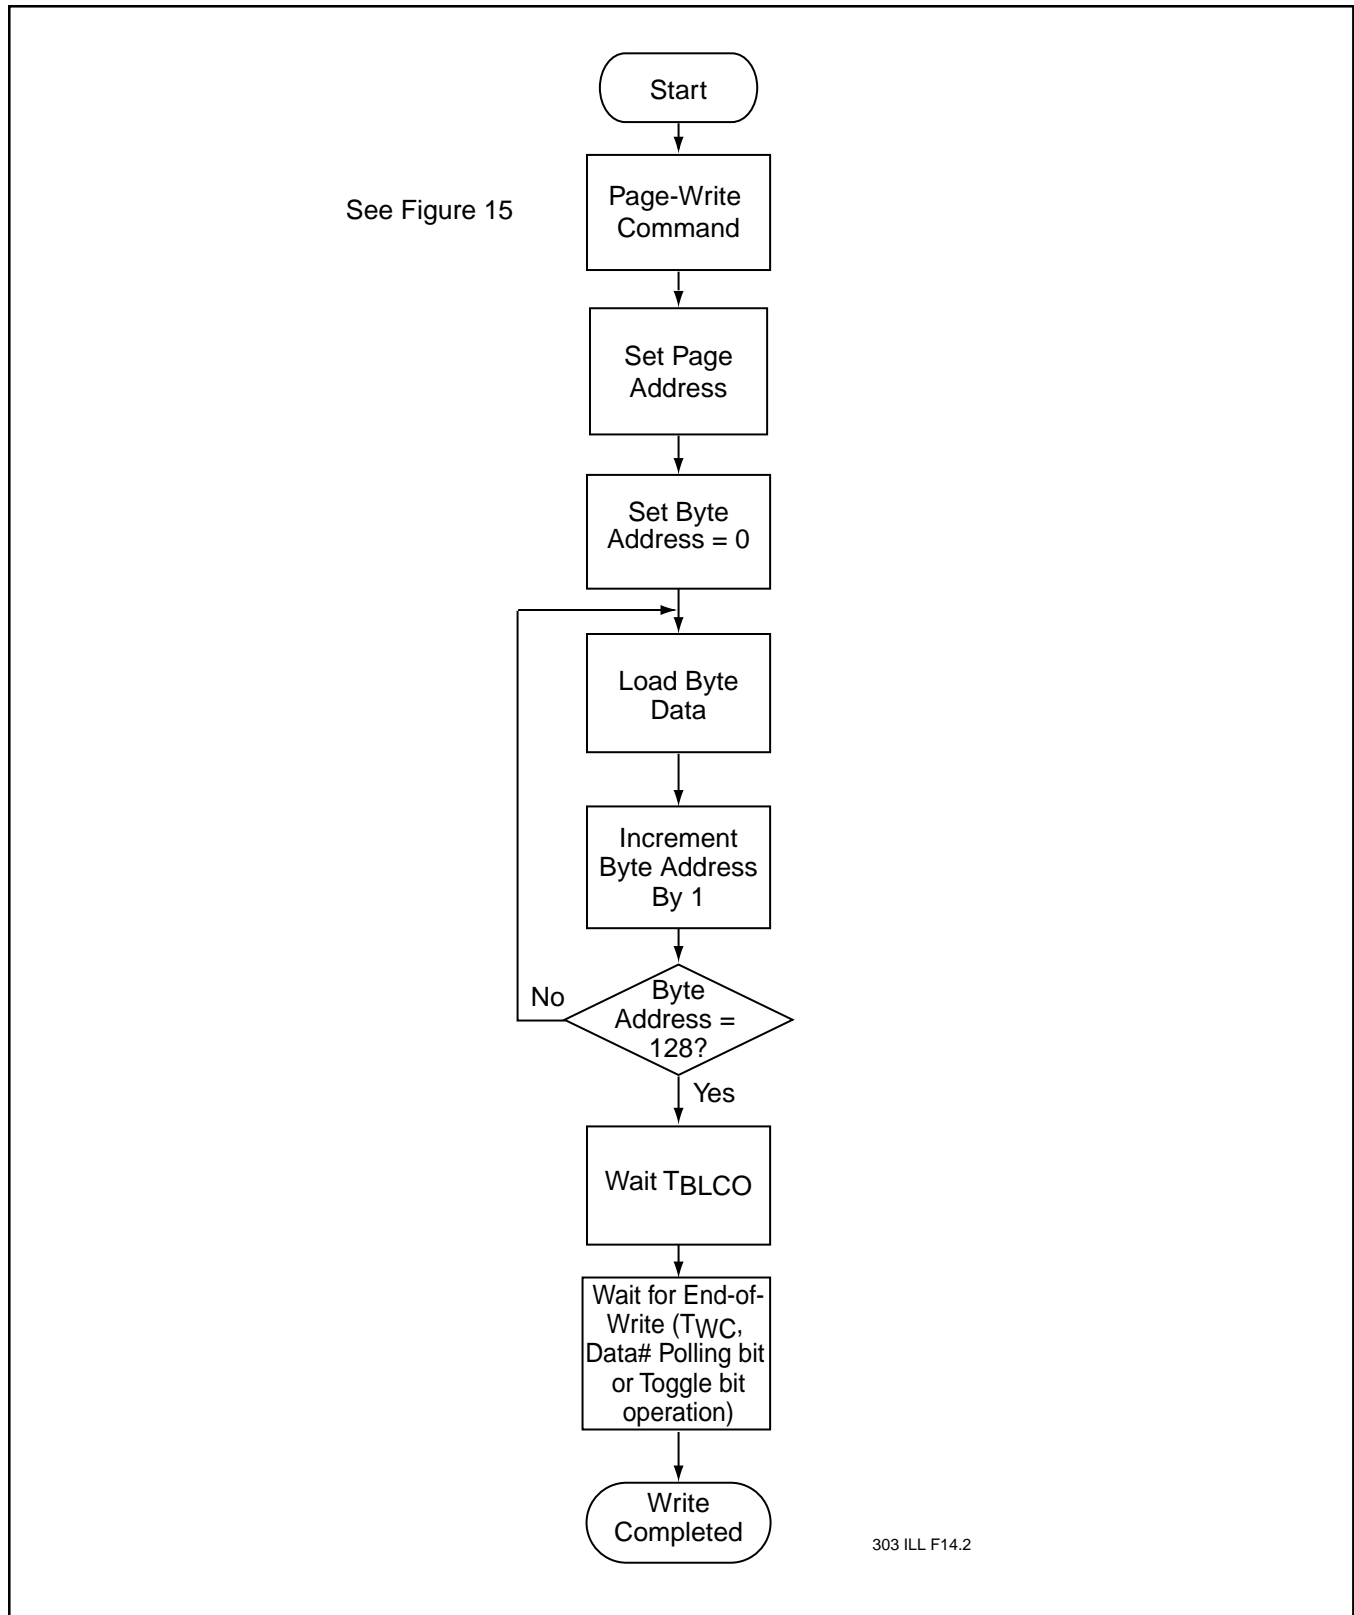 Start
See Figure 15
Page-Write
Command
Set Page
Address
Set Byte
Address = 0
Load Byte
Data
Increment
Byte Address
By 1
No
Byte
Address =
128?
Yes
Wait TBLCO
Wait for End-of-
Write (TWC,
Data# Polling bit
or Toggle bit
operation)
Write
Completed
303 ILL F14.2